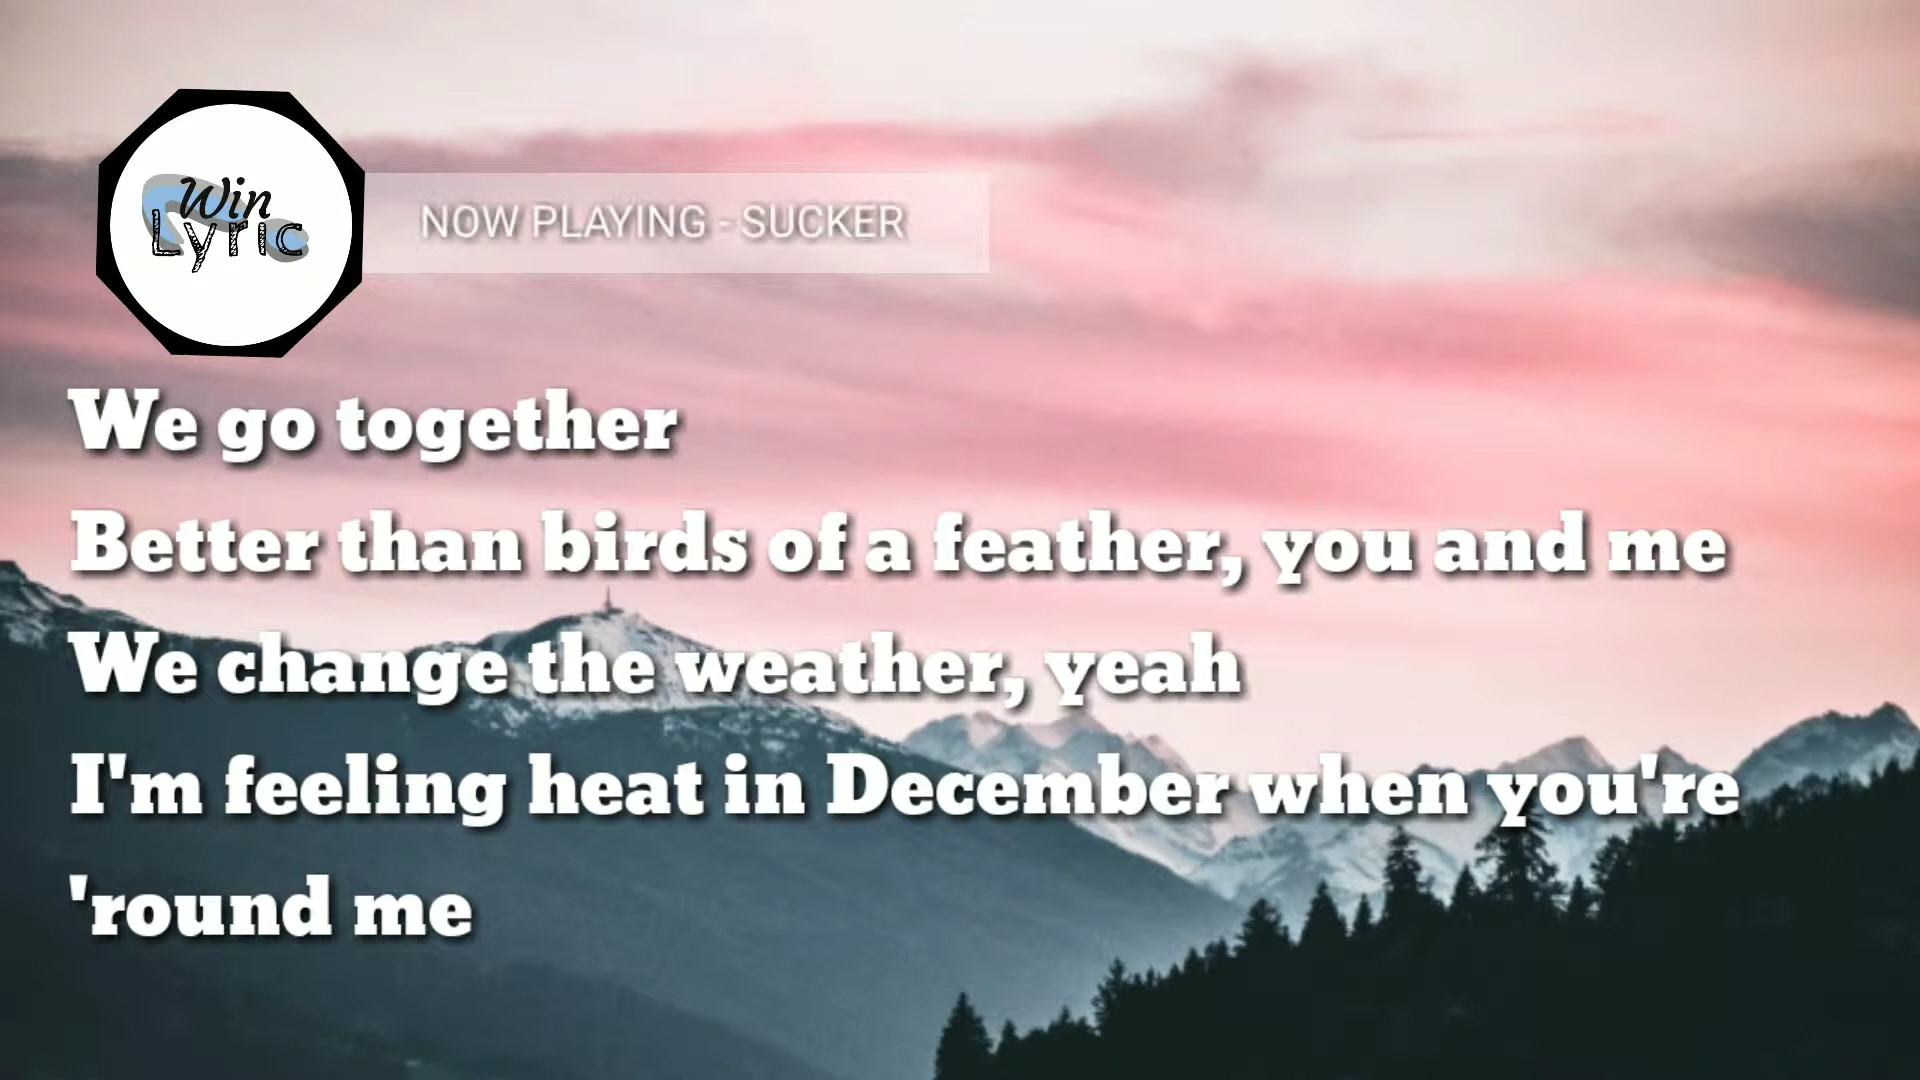 Win
Lyric
NOW PLAYING - SUCKER
We go together
Better than birds of a feather, you and me
We change the weather, yeah
I'm feeling heat in December when you're
'round me